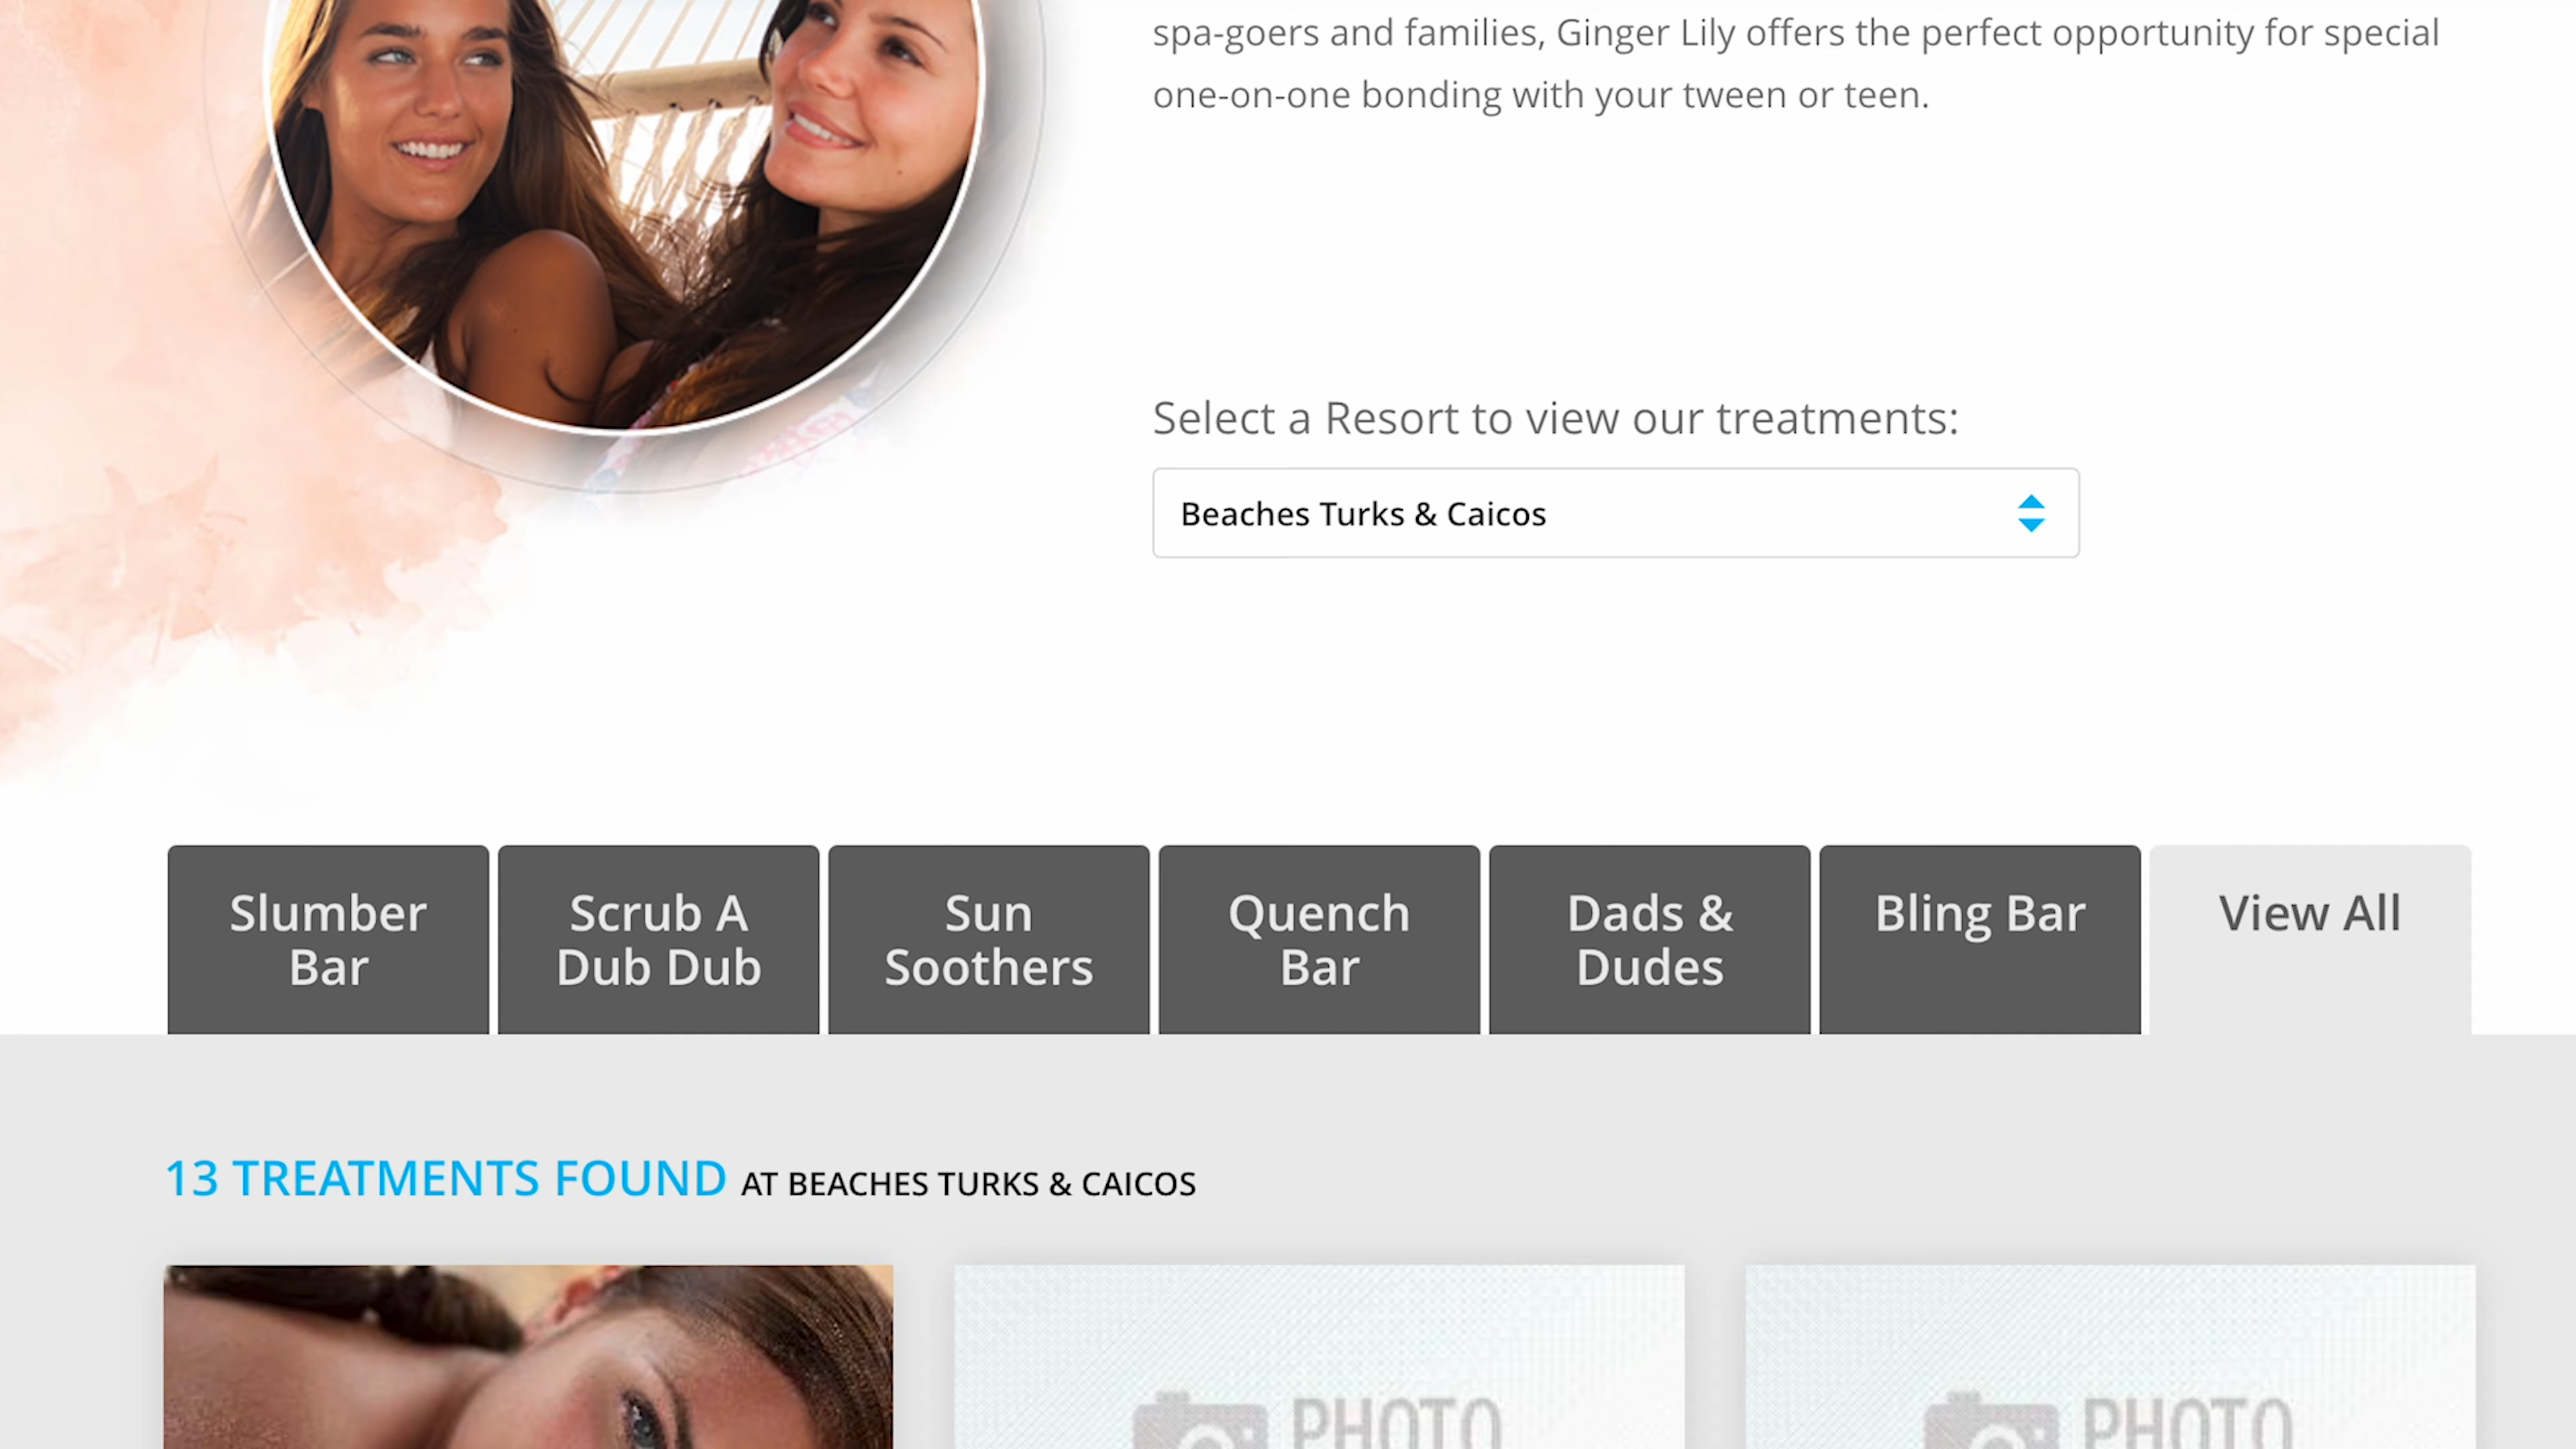 spa-goers and families, Ginger Lily offers the perfect opportunity for special
one-on-one bonding with your tween or teen.
Select a Resort to view our treatments:
Beaches Turks & Caicos
Slumber
Bar
Scrub A
Dub Dub
Sun
Soothers
Quench
Bar
Dads &
Dudes
Bling Bar
View All
13 TREATMENTS FOUND AT BEACHES TURKS & CAICOS
PHOTO
PHOTO